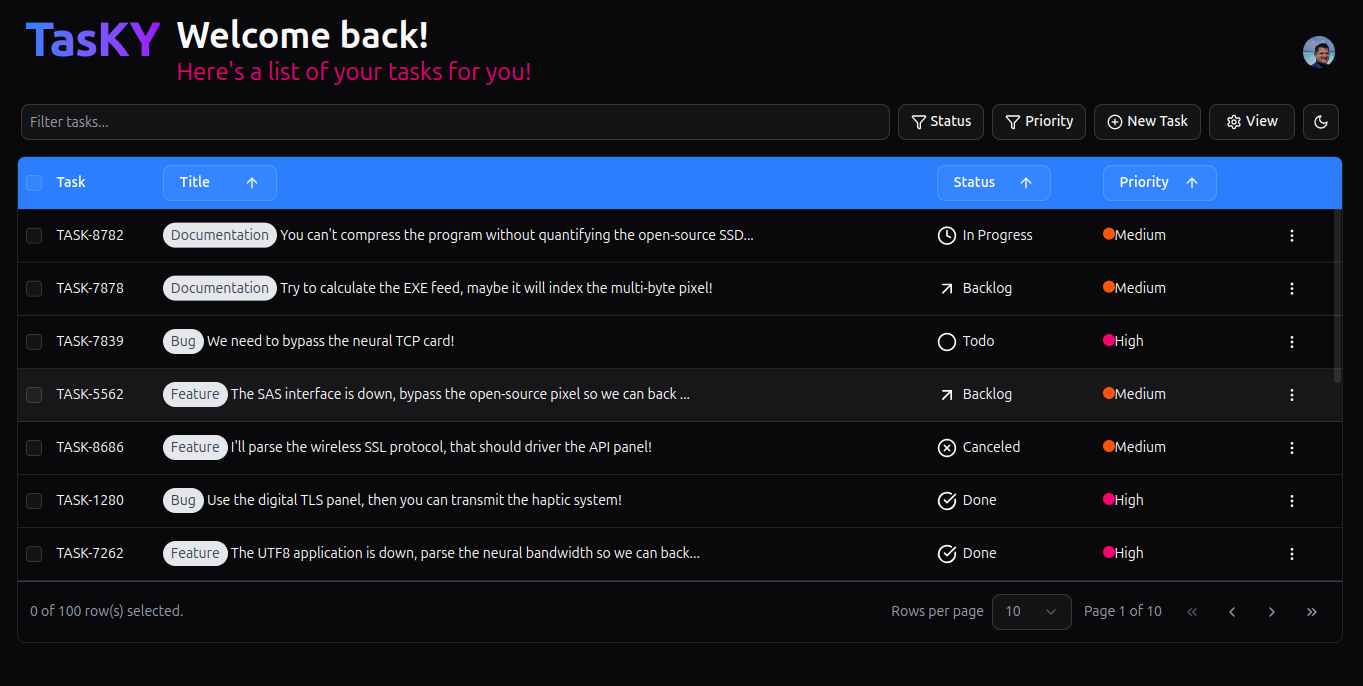 TasKY Welcome back!
Here's a list of your tasks for you!
Filter tasks... Status Priority New Task View
Task Title Status Priority
TASK-8782 Documentation You can't compress the program without quantifying the open-source SSD... In Progress Medium
TASK-7878 Documentation Try to calculate the EXE feed, maybe it will index the multi-byte pixel! Backlog Medium
TASK-7839 Bug We need to bypass the neural TCP card! Todo High
TASK-5562 Feature The SAS interface is down, bypass the open-source pixel so we can back ... Backlog Medium
TASK-8686 Feature I'll parse the wireless SSL protocol, that should driver the API panel! Canceled Medium
TASK-1280 Bug Use the digital TLS panel, then you can transmit the haptic system! Done High
TASK-7262 Feature The UTF8 application is down, parse the neural bandwidth so we can back... Done High
0 of 100 row(s) selected. Rows per page 10 Page 1 of 10